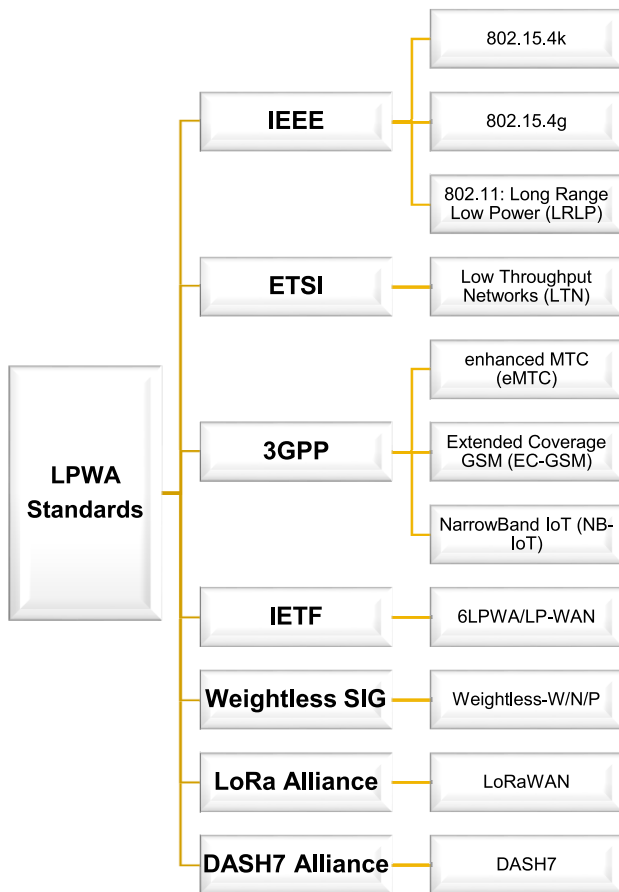 LPWA
Standards
IEEE
802.15.4k
802.15.4g
802.11: Long Range
Low Power (LRLP)
ETSI
Low Throughput
Networks (LTN)
3GPP
enhanced MTC
(eMTC)
Extended Coverage
GSM (EC-GSM)
NarrowBand IoT (NB-
IoT)
IETF
6LPWA/LP-WAN
Weightless SIG
Weightless-W/N/P
LoRa Alliance
LoRaWAN
DASH7 Alliance
DASH7